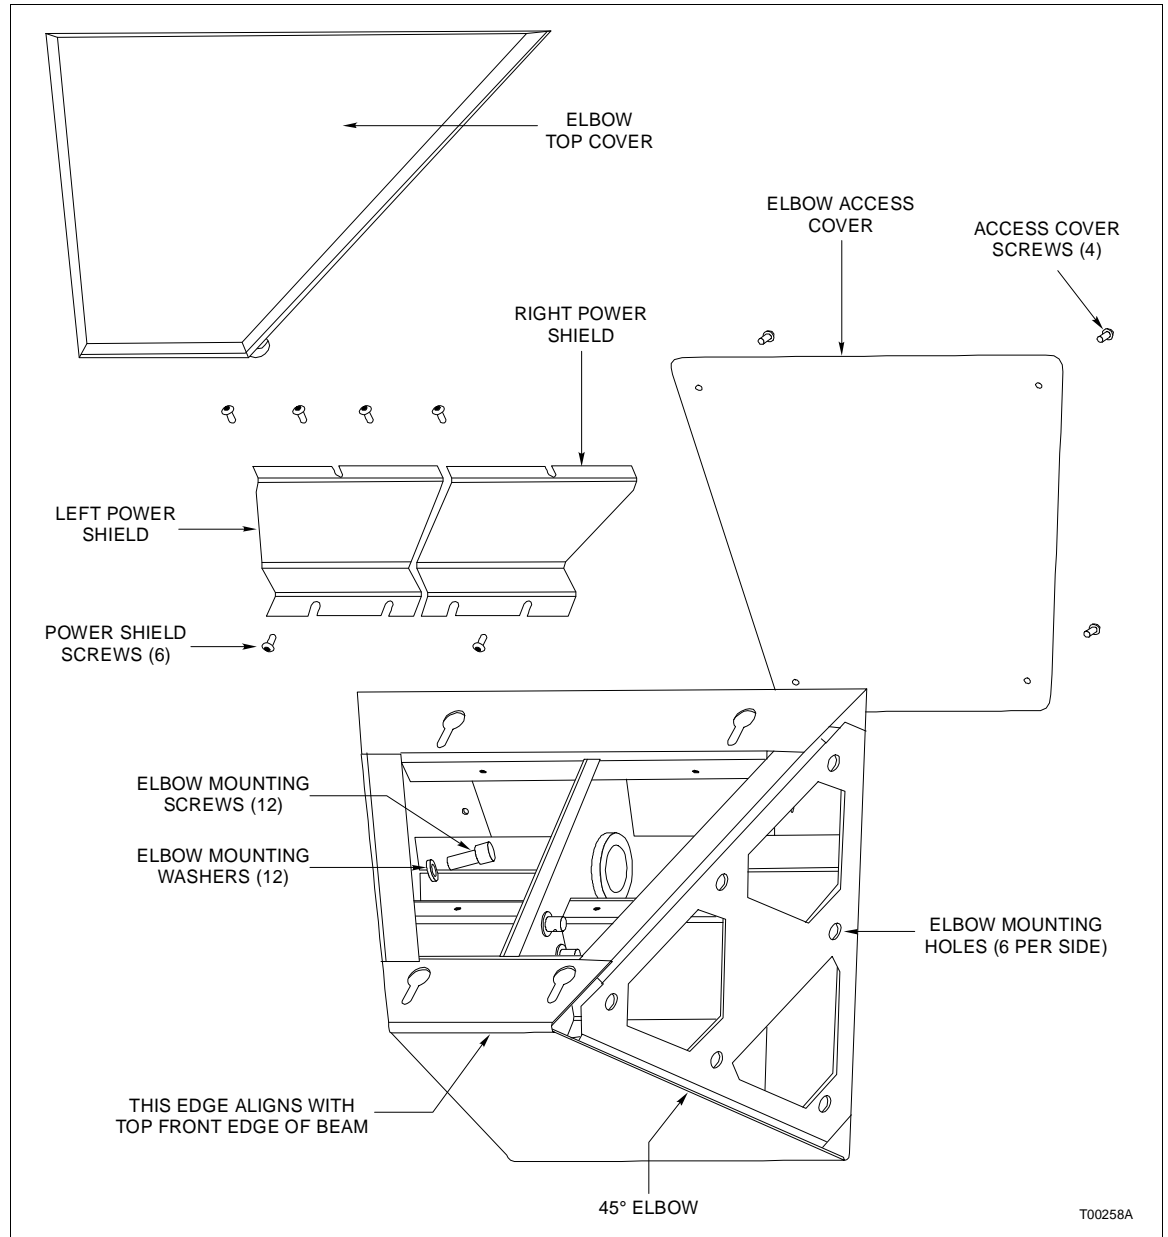 ELBOW
TOP COVER
ELBOW ACCESS
COVER
ACCESS COVER
SCREWS (4)
RIGHT POWER
SHIELD
LEFT POWER
SHIELD
POWER SHIELD
SCREWS (6)
ELBOW MOUNTING
SCREWS (12)
ELBOW MOUNTING
WASHERS (12)
ELBOW MOUNTING
HOLES (6 PER SIDE)
THIS EDGE ALIGNS WITH
TOP FRONT EDGE OF BEAM
45° ELBOW
T00258A